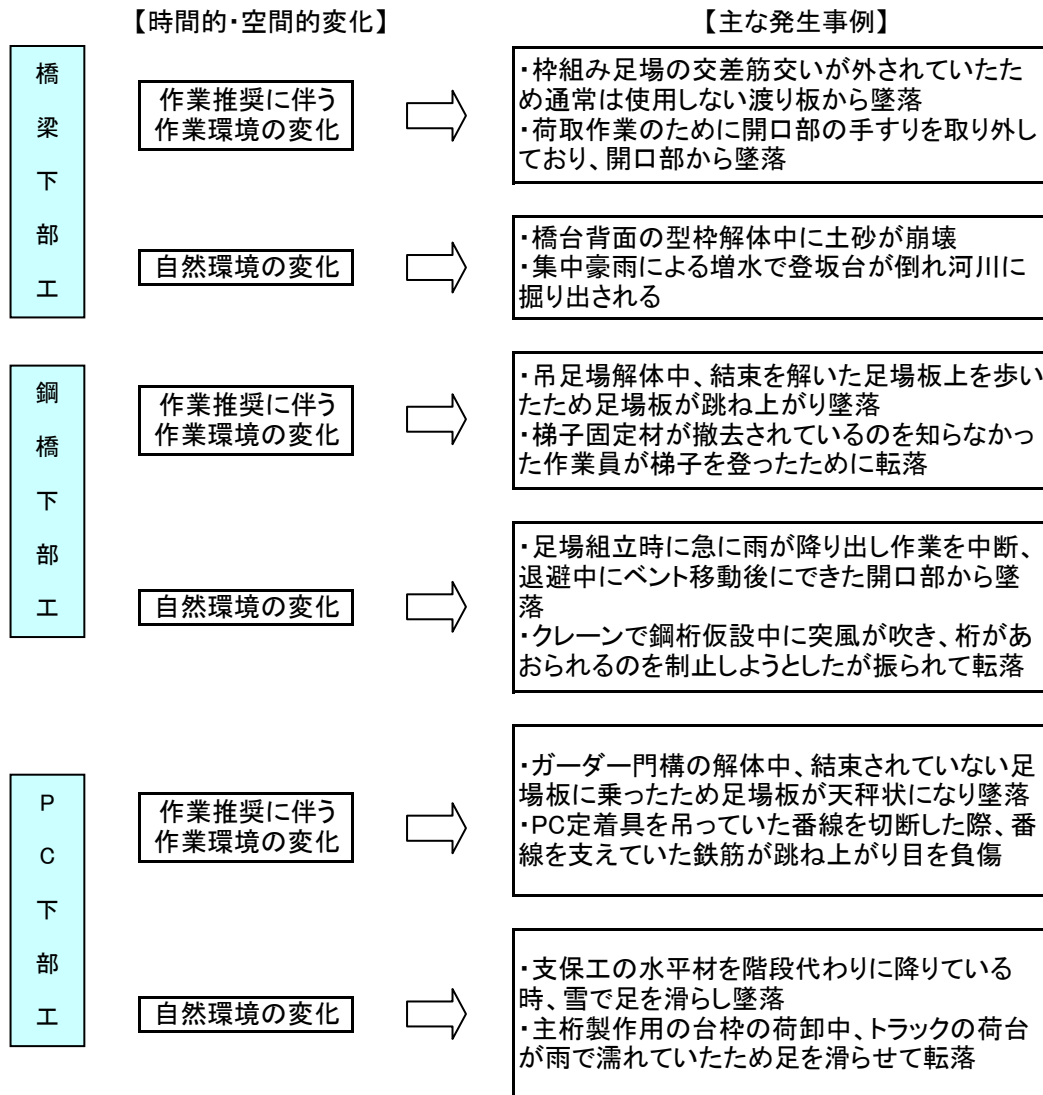 【時間的・空間的変化】
【主な発生事例】
橋梁下部工
作業推奨に伴う
作業環境の変化
・枠組み足場の交差筋交いが外されていたた
め通常は使用しない渡り板から墜落
・荷取作業のために開口部の手すりを取り外し
ており、開口部から墜落
自然環境の変化
・橋台背面の型枠解体中に土砂が崩壊
・集中豪雨による増水で登坂台が倒れ河川に
掘り出される
鋼橋下部工
作業推奨に伴う
作業環境の変化
・吊足場解体中、結束を解いた足場板上を歩い
たため足場板が跳ね上がり墜落
・梯子固定材が撤去されているのを知らなかっ
た作業員が梯子を登ったために転落
自然環境の変化
・足場組立時に急に雨が降り出し作業を中断、
退避中にベント移動後にできた開口部から墜
落
・クレーンで鋼桁仮設中に突風が吹き、桁があ
おられるのを制止しようとしたが振られて転落
PC下部工
作業推奨に伴う
作業環境の変化
・ガーダー門構の解体中、結束されていない足
場板に乗ったため足場板が天秤状になり墜落
・PC定着具を吊っていた番線を切断した際、番
線を支えていた鉄筋が跳ね上がり目を負傷
自然環境の変化
・支保工の水平材を階段代わりに降りている
時、雪で足を滑らし墜落
・主桁製作用の台枠の荷卸中、トラックの荷台
が雨で濡れていたため足を滑らせて転落